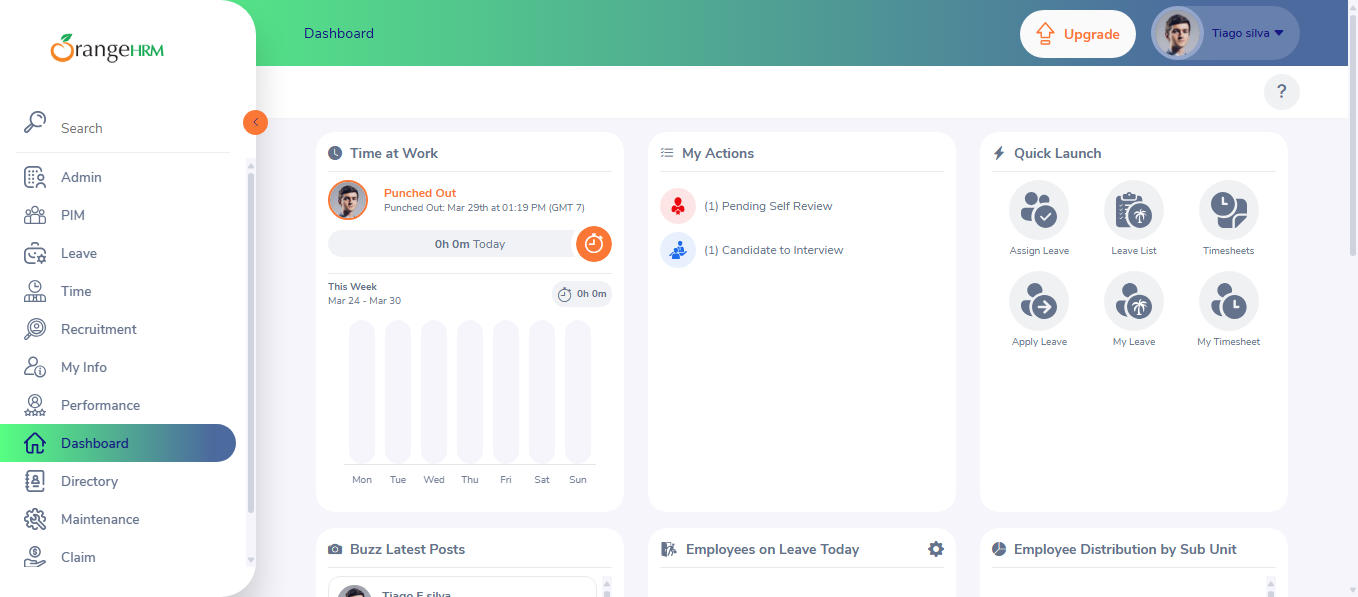 OrangeHRM
Dashboard
Upgrade
Tiago silva
?
Search
Admin
PIM
Leave
Time
Recruitment
My Info
Performance
Dashboard
Directory
Maintenance
Claim
Time at Work
Punched Out
Punched Out: Mar 29th at 01:19 PM (GMT 7)
0h 0m Today
This Week
Mar 24 - Mar 30
0h 0m
Mon Tue Wed Thu Fri Sat Sun
My Actions
(1) Pending Self Review
(1) Candidate to Interview
Quick Launch
Assign Leave Leave List Timesheets
Apply Leave My Leave My Timesheet
Buzz Latest Posts
Tiago F silva
Employees on Leave Today
Employee Distribution by Sub Unit